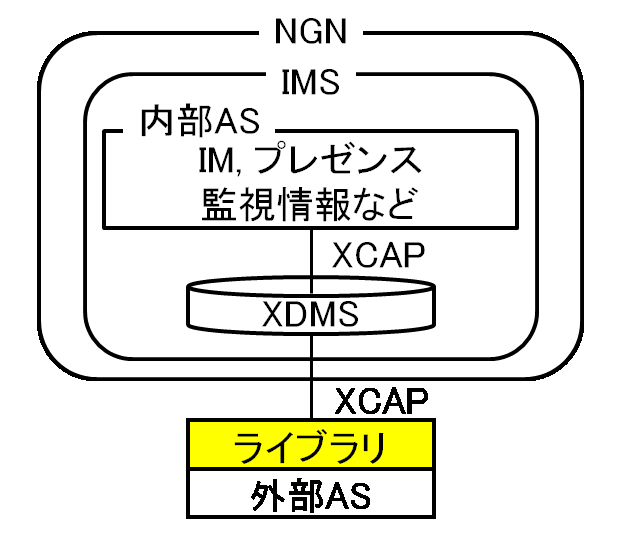 NGN
IMS
内部AS
IM, プレゼンス
監視情報など
XCAP
XDMS
XCAP
ライブラリ
外部AS